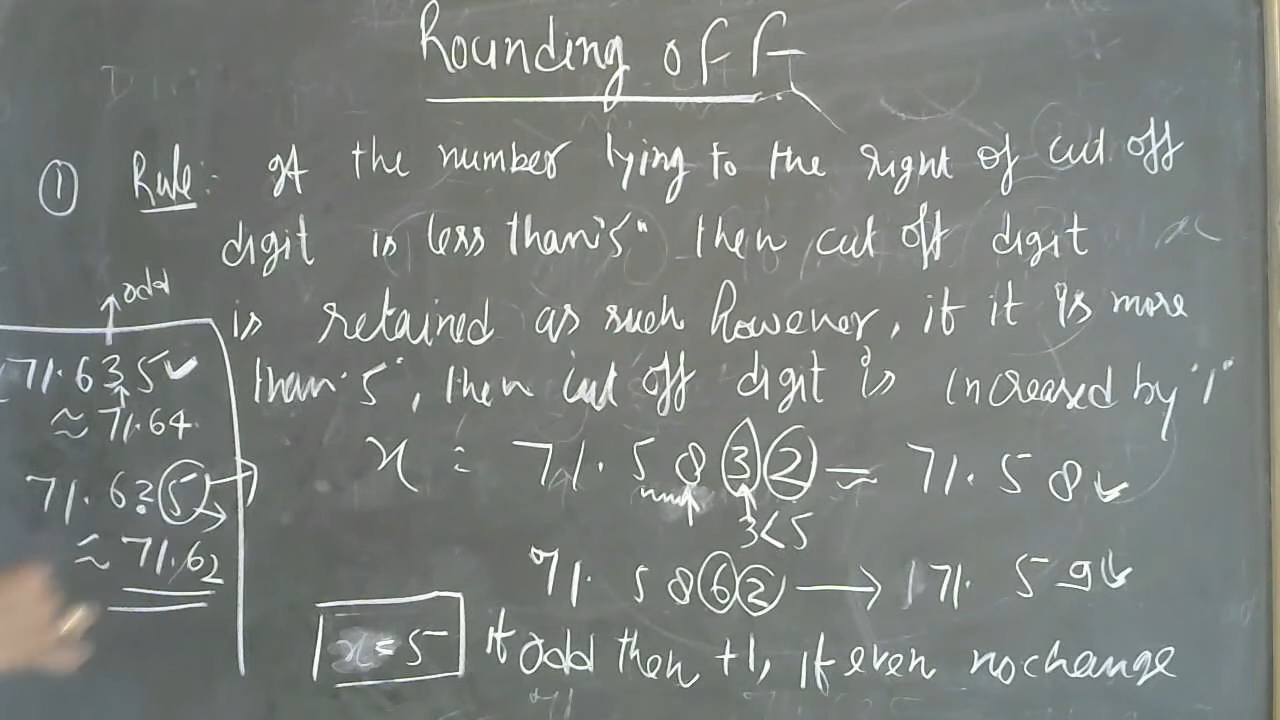 Rounding off
① Rule:- If the number lying to the right of cut off
digit is less than "5" then cut off digit
is retained as such however, if it is more
than "5", then cut off digit is increased by "1"
x = 71.5832 = 71.58
3<5
71.5862 → 71.59
x = 5 if odd then +1, if even nochange
odd
71.635
≈ 71.64
71.625
≈ 71.62